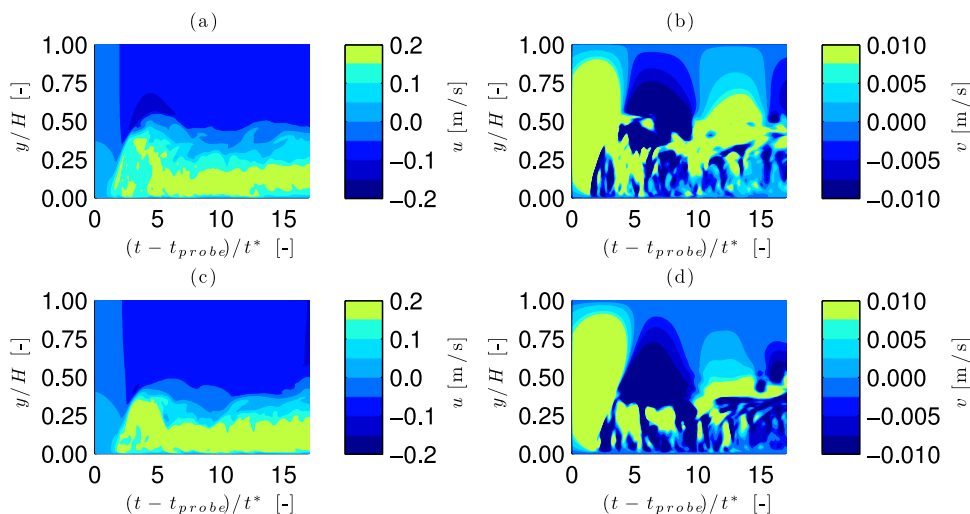 (a)
1.00
0.75
0.50
0.25
0.00
y/H [-]
0 5 10 15
(t − t_probe)/t* [-]
0.2
0.1
0.0
−0.1
−0.2
u [m/s]
(b)
1.00
0.75
0.50
0.25
0.00
y/H [-]
0 5 10 15
(t − t_probe)/t* [-]
0.010
0.005
0.000
−0.005
−0.010
v [m/s]
(c)
1.00
0.75
0.50
0.25
0.00
y/H [-]
0 5 10 15
(t − t_probe)/t* [-]
0.2
0.1
0.0
−0.1
−0.2
u [m/s]
(d)
1.00
0.75
0.50
0.25
0.00
y/H [-]
0 5 10 15
(t − t_probe)/t* [-]
0.010
0.005
0.000
−0.005
−0.010
v [m/s]